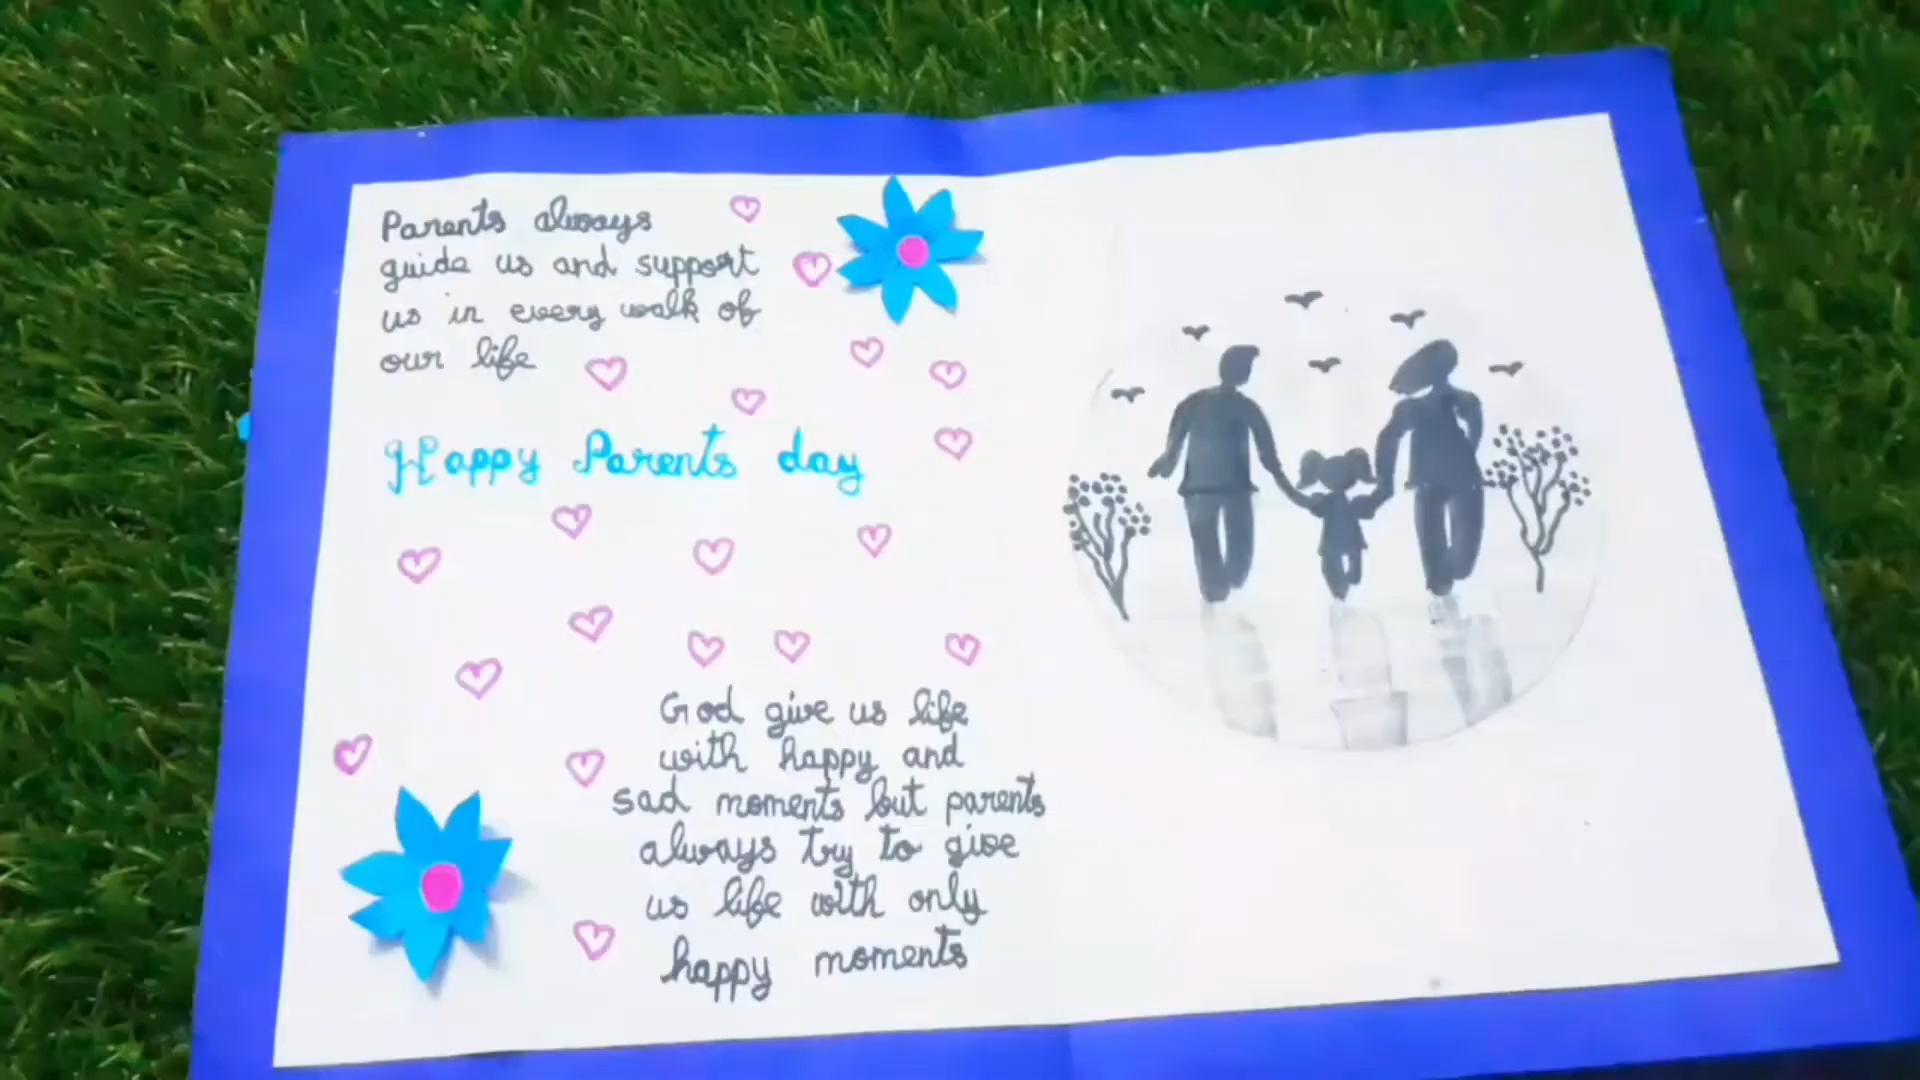 Parents always
guide us and support
us in every walk of
our life
Happy Parents day
God give us life
with happy and
sad moments but parents
always try to give
us life with only
happy moments